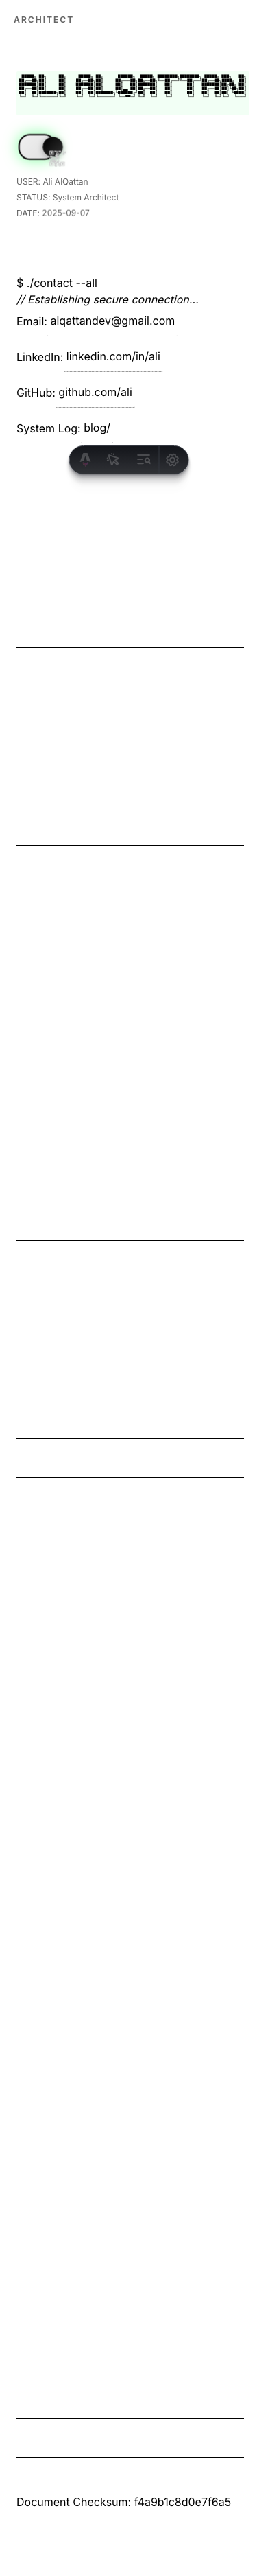 ARCHITECT
ALI ALQATTAN
USER: Ali AlQattan
STATUS: System Architect
DATE: 2025-09-07
$ ./contact --all
// Establishing secure connection...
Email: alqattandev@gmail.com
LinkedIn: linkedin.com/in/ali
GitHub: github.com/ali
System Log: blog/
Document Checksum: f4a9b1c8d0e7f6a5